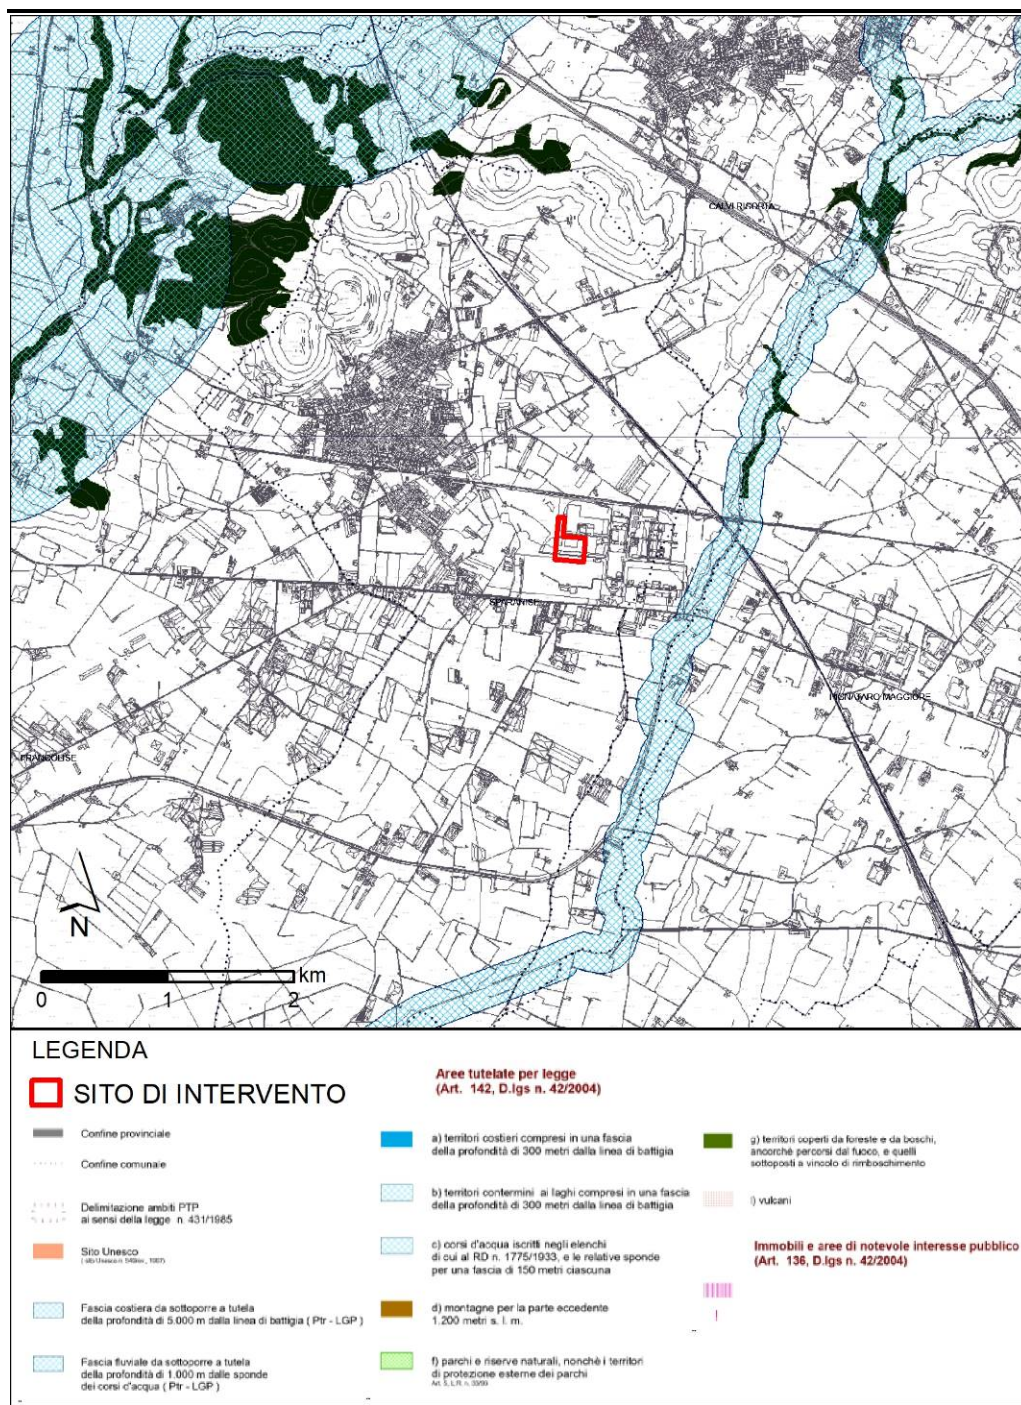 CALVI RISORTA
SPARANISE
PIGNATARO MAGGIORE
FRANCOLISE
N
km
0 1 2
LEGENDA
SITO DI INTERVENTO
Confine provinciale
Confine comunale
Delimitazione ambiti PTP
ai sensi della legge n. 431/1985
Sito Unesco
Fascia costiera da sottoporre a tutela
della profondità di 5.000 m dalla linea di battigia ( Ptr - LGP )
Fascia fluviale da sottoporre a tutela
della profondità di 1.000 m dalle sponde
dei corsi d'acqua ( Ptr - LGP )
Aree tutelate per legge
(Art. 142, D.lgs n. 42/2004)
a) territori costieri compresi in una fascia
della profondità di 300 metri dalla linea di battigia
b) territori contermini ai laghi compresi in una fascia
della profondità di 300 metri dalla linea di battigia
c) corsi d'acqua iscritti negli elenchi
di cui al RD n. 1775/1933, e le relative sponde
per una fascia di 150 metri ciascuna
d) montagne per la parte eccedente
1.200 metri s. l. m.
f) parchi e riserve naturali, nonchè i territori
di protezione esterne dei parchi
Art. 5, L.R. n. 33/93
g) territori coperti da foreste e da boschi,
ancorchè percorsi dal fuoco, e quelli
sottoposti a vincolo di rimboschimento
l) vulcani
Immobili e aree di notevole interesse pubblico
(Art. 136, D.lgs n. 42/2004)